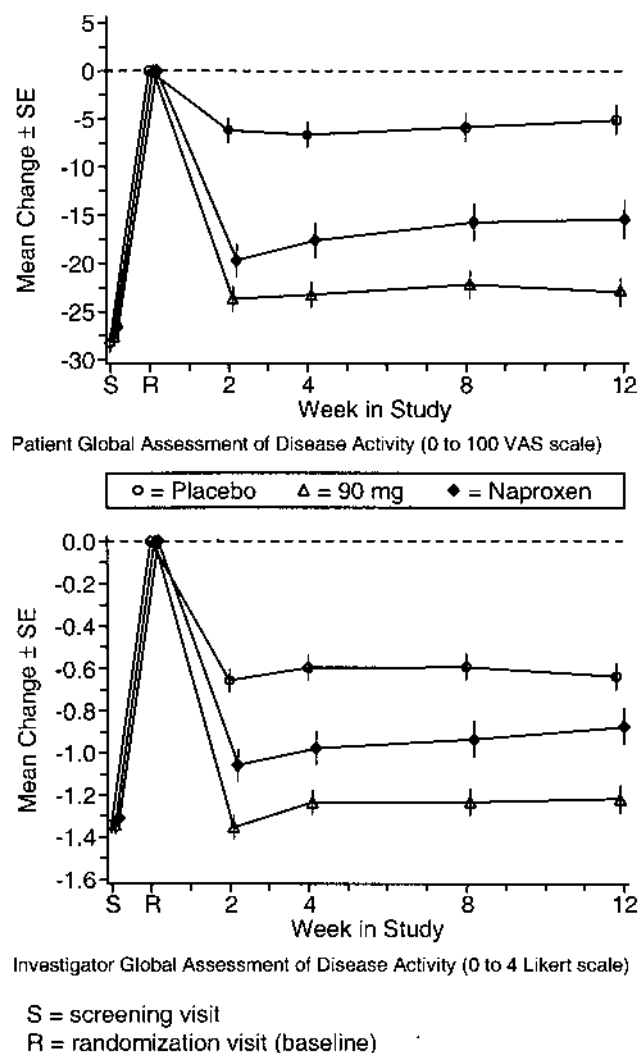 5
0
-5
-10
-15
-20
-25
-30
Mean Change ± SE
S R 2 4 8 12
Week in Study
Patient Global Assessment of Disease Activity (0 to 100 VAS scale)
= Placebo = 90 mg = Naproxen
0.0
-0.2
-0.4
-0.6
-0.8
-1.0
-1.2
-1.4
-1.6
Mean Change ± SE
S R 2 4 8 12
Week in Study
Investigator Global Assessment of Disease Activity (0 to 4 Likert scale)
S = screening visit
R = randomization visit (baseline)